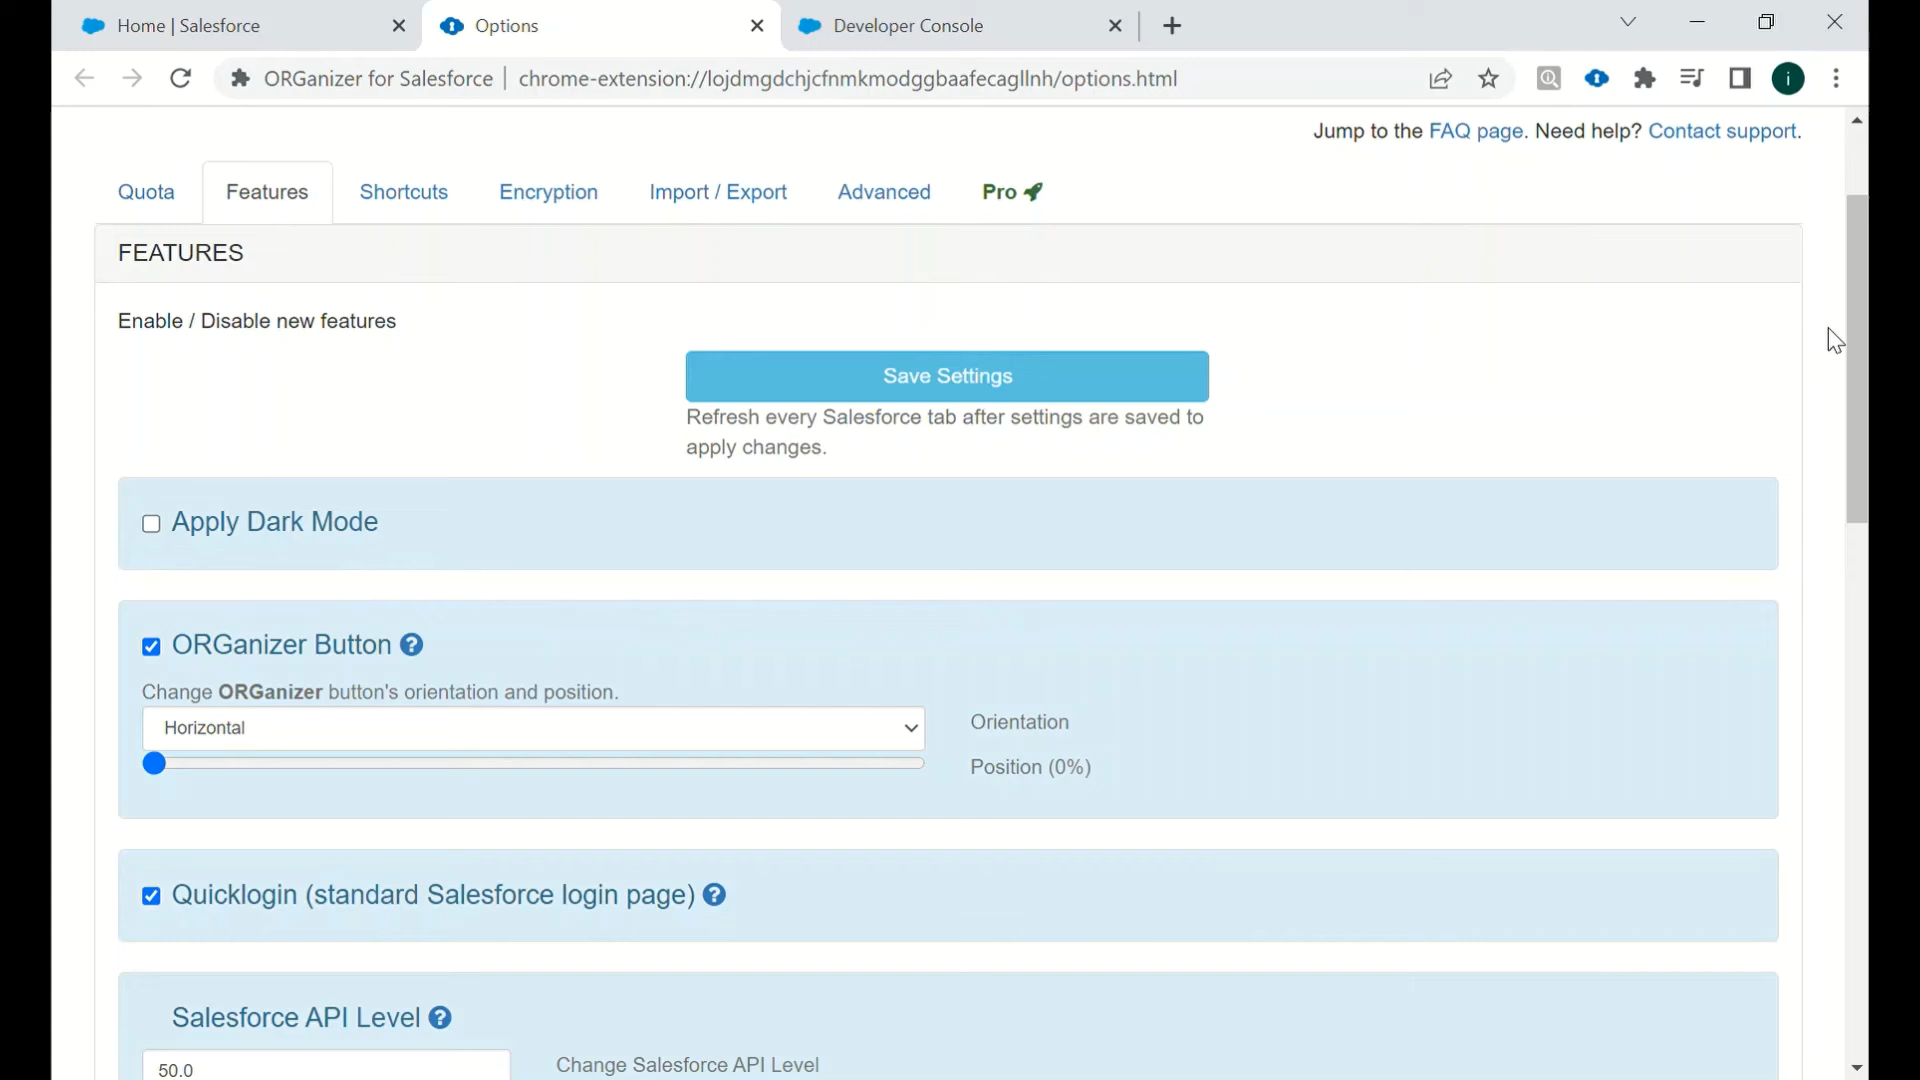 Home | Salesforce
Options
Developer Console
ORGanizer for Salesforce | chrome-extension://lojdmgdchjcfnmkmodggbaafecagllnh/options.html
i
Jump to the FAQ page. Need help? Contact support.
Quota
Features
Shortcuts
Encryption
Import / Export
Advanced
Pro
FEATURES
Enable / Disable new features
Save Settings
Refresh every Salesforce tab after settings are saved to
apply changes.
Apply Dark Mode
ORGanizer Button
Change ORGanizer button's orientation and position.
Horizontal
Orientation
Position (0%)
Quicklogin (standard Salesforce login page)
Salesforce API Level
50.0
Change Salesforce API Level